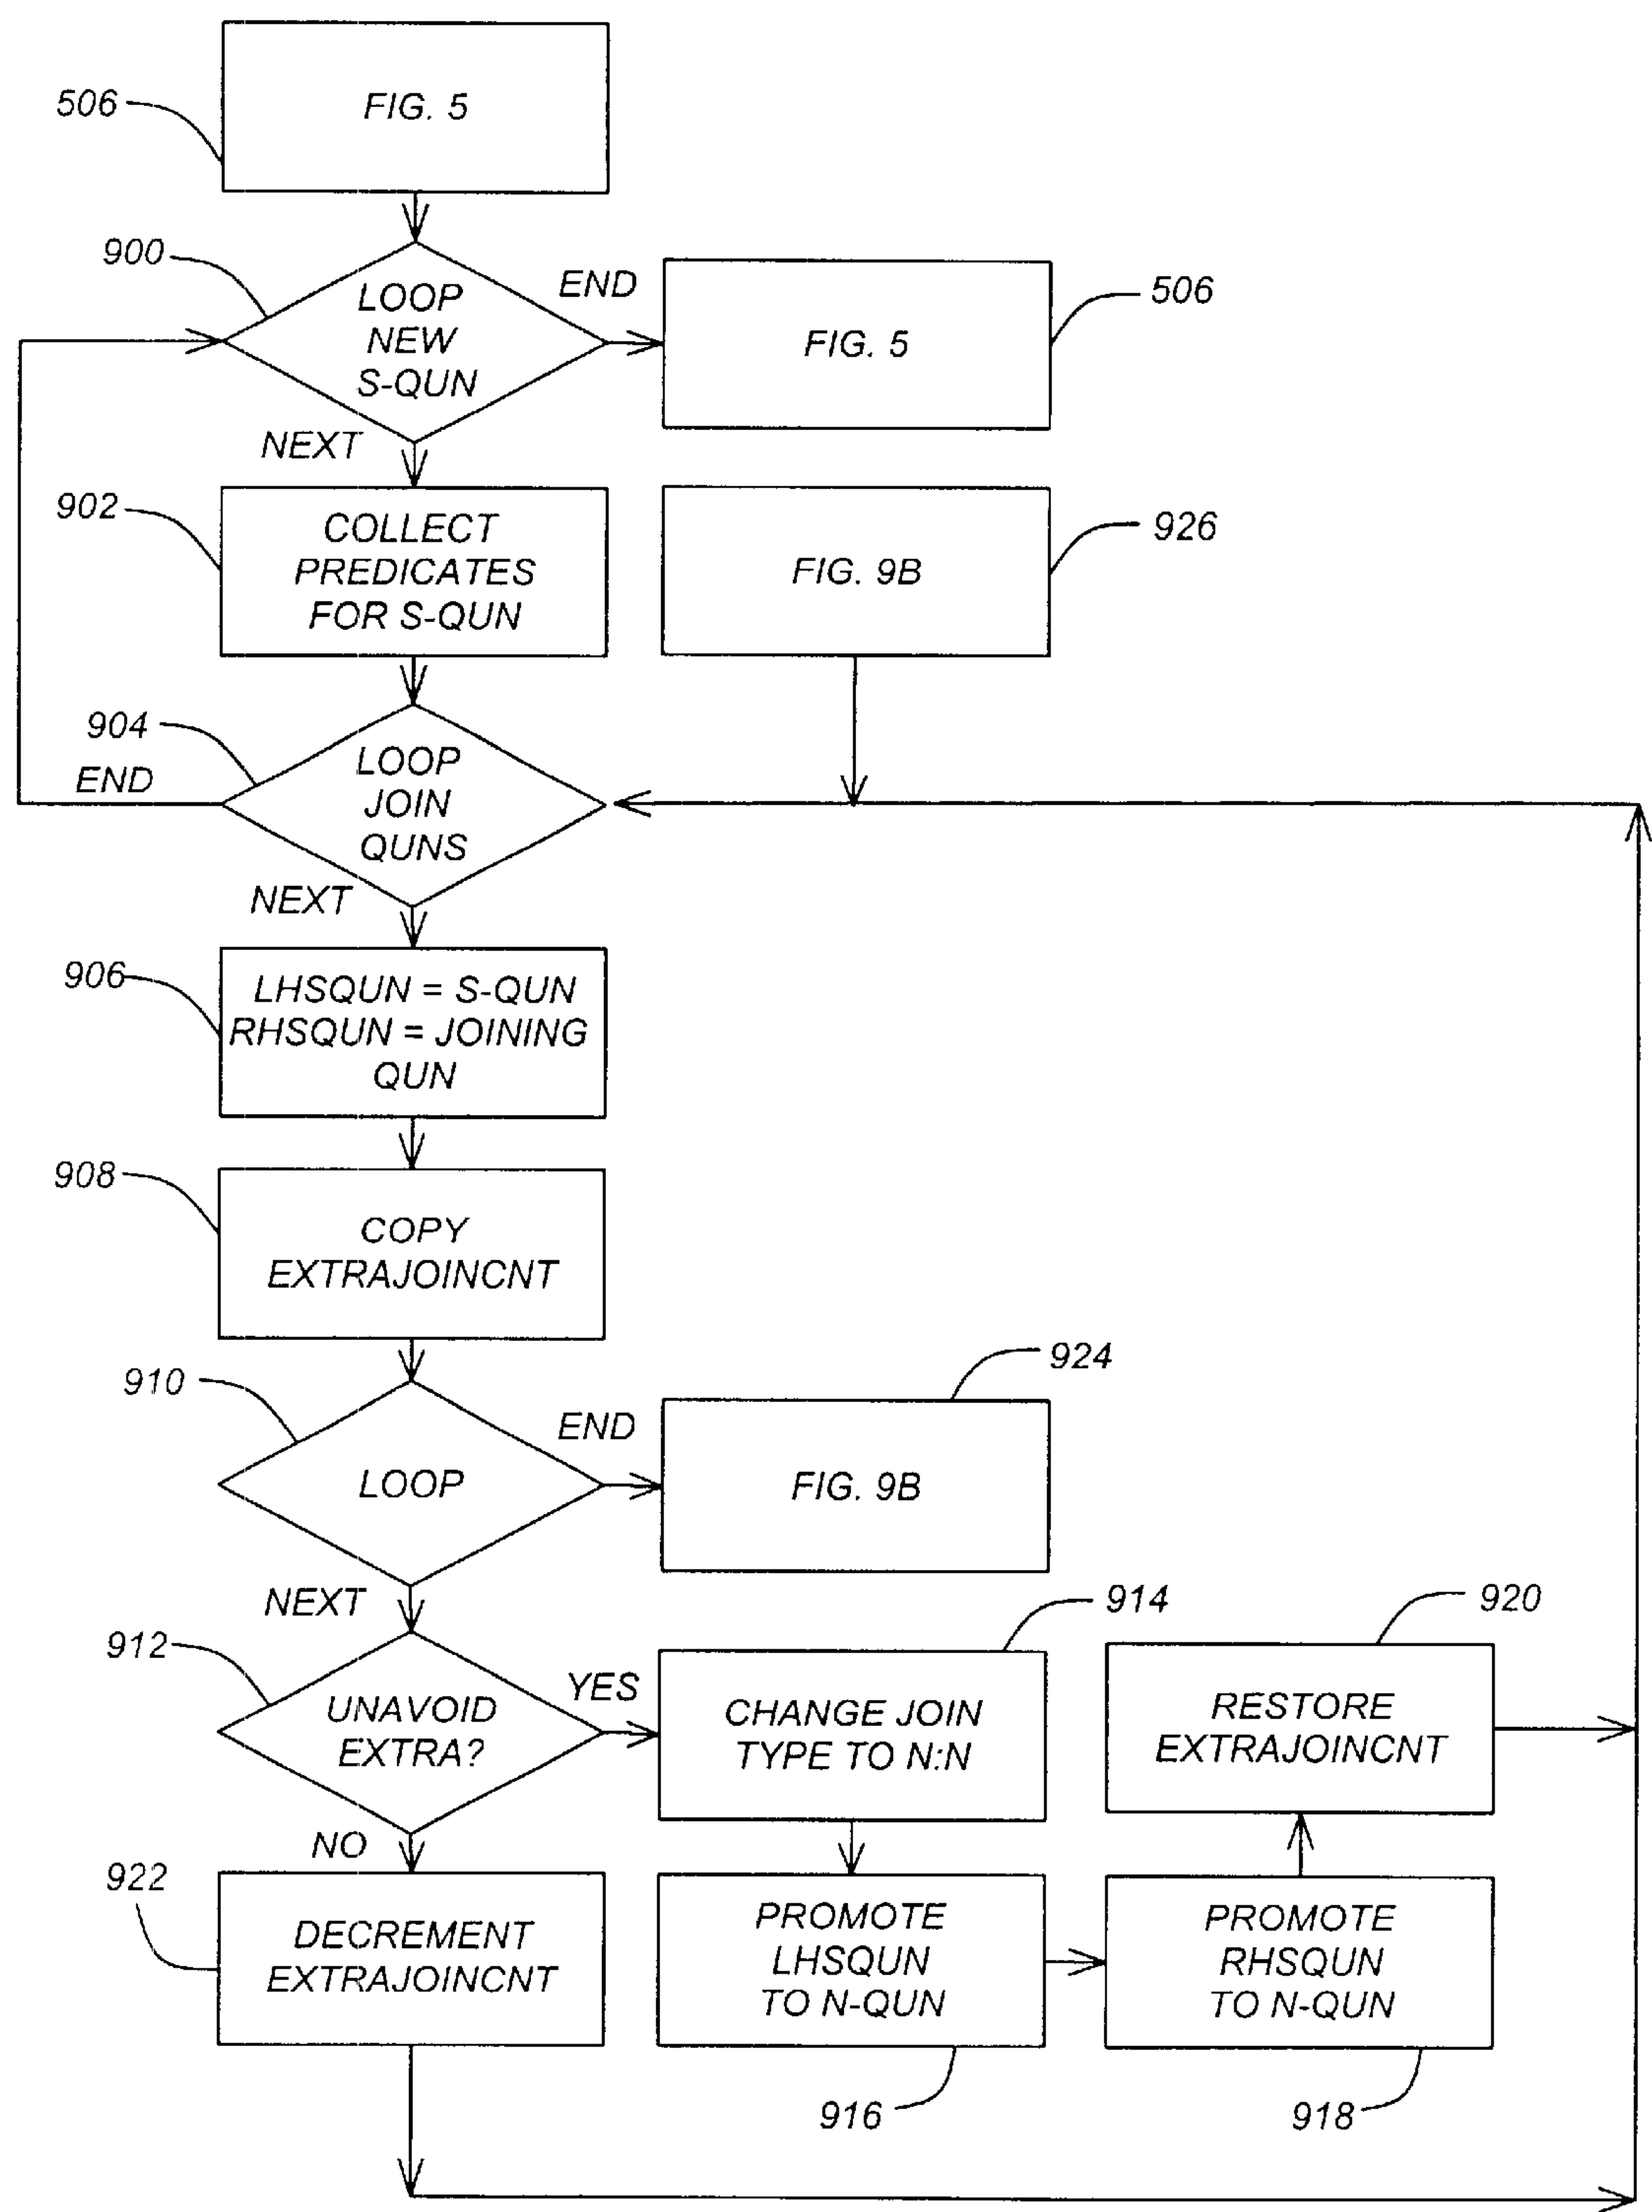 506
FIG. 5
900
LOOP
NEW
S-QUN
END
FIG. 5
506
NEXT
902
COLLECT
PREDICATES
FOR S-QUN
FIG. 9B
926
904
END
LOOP
JOIN
QUNS
NEXT
906
LHSQUN = S-QUN
RHSQUN = JOINING
QUN
908
COPY
EXTRAJOINCNT
910
LOOP
END
FIG. 9B
924
NEXT
912
UNAVOID
EXTRA?
YES
CHANGE JOIN
TYPE TO N:N
914
RESTORE
EXTRAJOINCNT
920
NO
922
DECREMENT
EXTRAJOINCNT
PROMOTE
LHSQUN
TO N-QUN
916
PROMOTE
RHSQUN
TO N-QUN
918